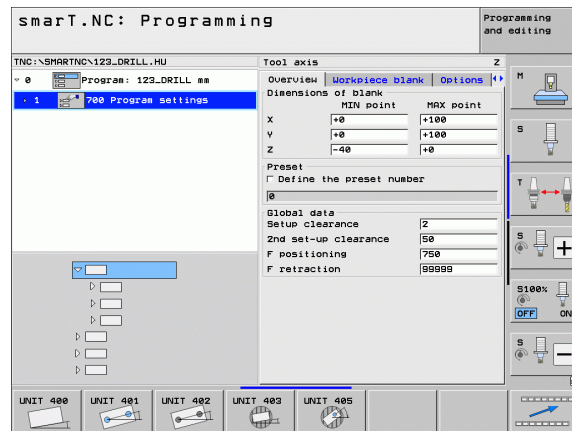 smarT.NC: Programming
Programming and editing
TNC:\SMARTNC\123_DRILL.HU
0 Program: 123_DRILL mm
1 700 Program settings
Tool axis Z
Overview Workpiece blank Options
Dimensions of blank
MIN point MAX point
X +0 +100
Y +0 +100
Z -40 +0
Preset
Define the preset number
0
Global data
Setup clearance 2
2nd set-up clearance 50
F positioning 750
F retraction 99999
M
S
T
S
S100%
OFF ON
S
UNIT 400 UNIT 401 UNIT 402 UNIT 403 UNIT 405